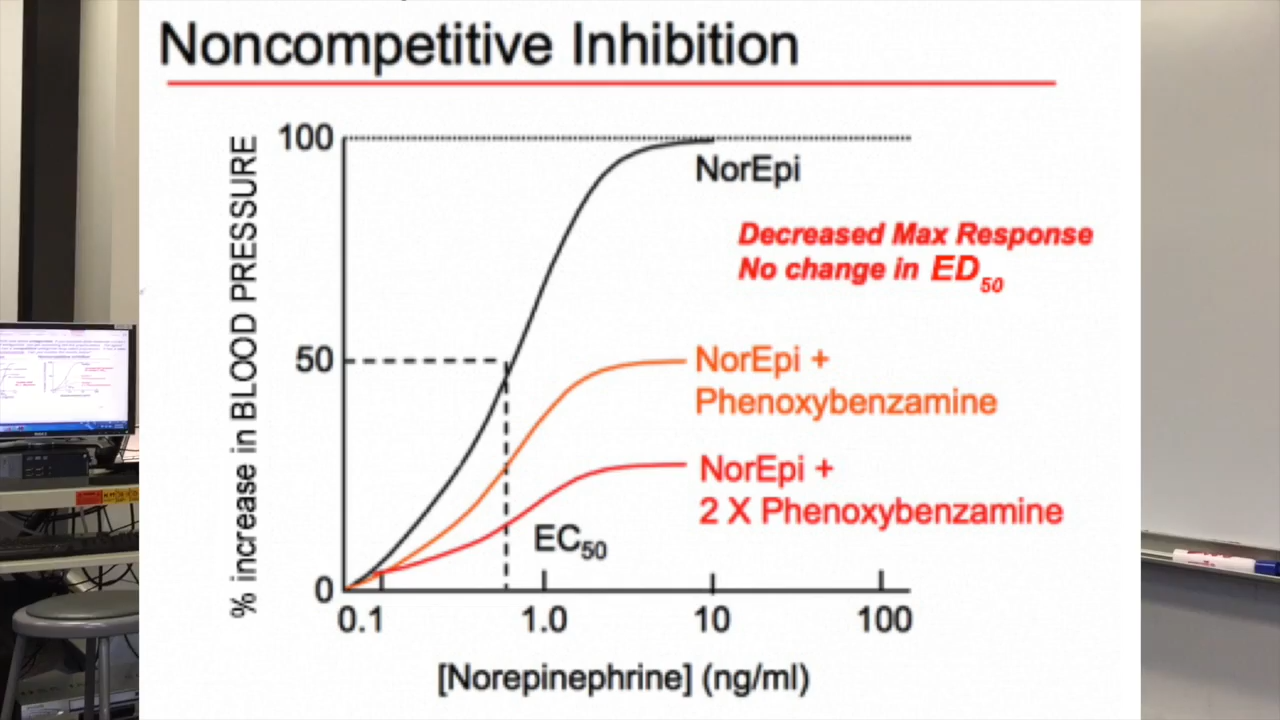 Noncompetitive Inhibition
% increase in BLOOD PRESSURE
100
50
0
NorEpi
Decreased Max Response
No change in ED50
NorEpi +
Phenoxybenzamine
NorEpi +
2 X Phenoxybenzamine
EC50
0.1
1.0
10
100
[Norepinephrine] (ng/ml)